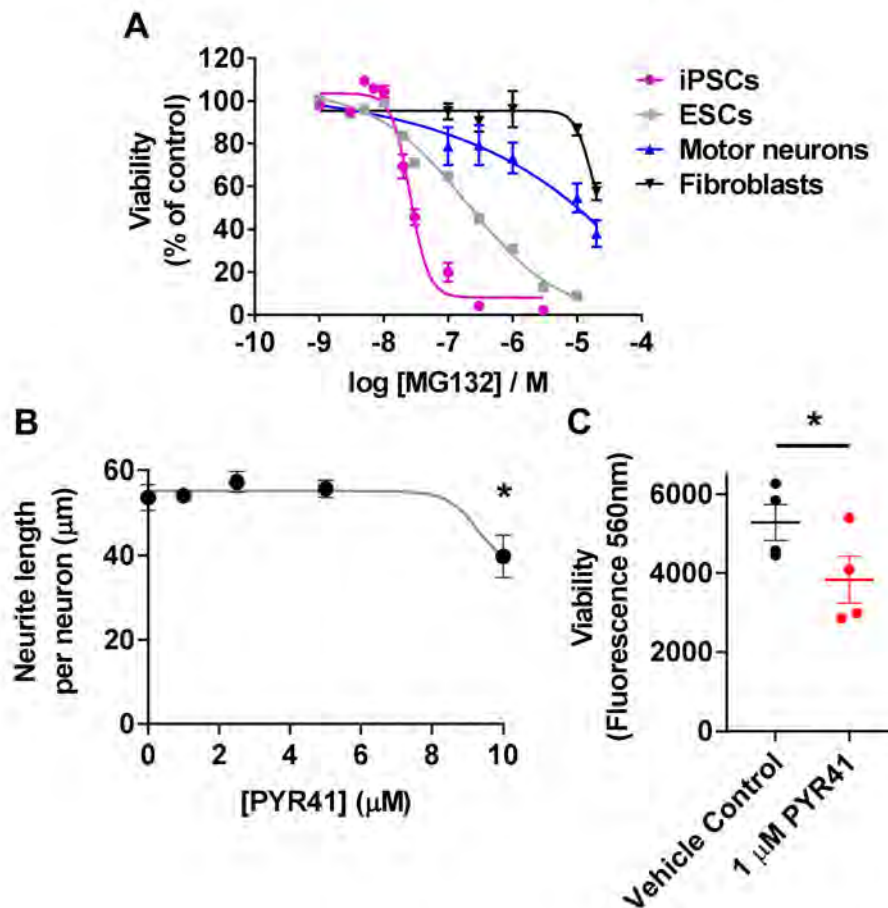 A
120
100
80
60
40
20
0
Viability
(% of control)
-10
-9
-8
-7
-6
-5
-4
log [MG132] / M
iPSCs
ESCs
Motor neurons
Fibroblasts
B
60
40
20
0
Neurite length
per neuron (μm)
0
2
4
6
8
10
[PYR41] (μM)
*
C
*
6000
4000
2000
0
Viability
(Fluorescence 560nm)
Vehicle Control
1 μM PYR41